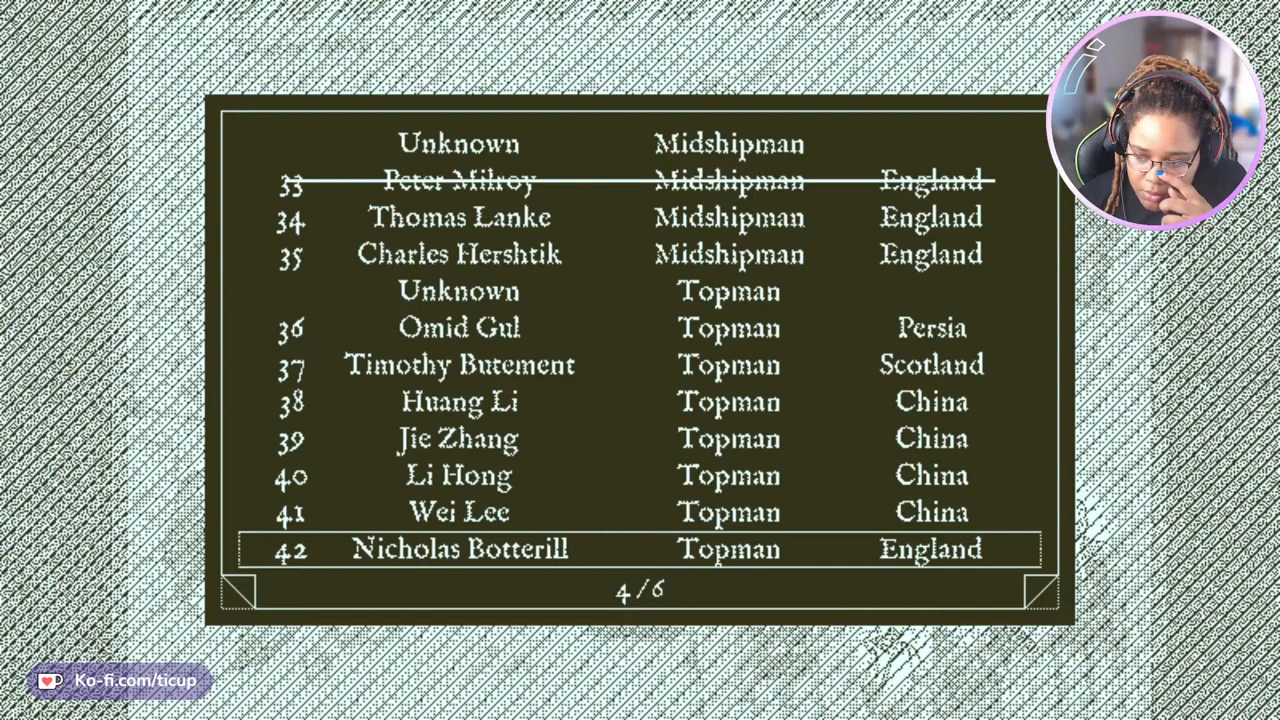 Unknown Midshipman
33 Peter Milroy Midshipman England
34 Thomas Lanke Midshipman England
35 Charles Hershtik Midshipman England
Unknown Topman
36 Omid Gul Topman Persia
37 Timothy Butement Topman Scotland
38 Huang Li Topman China
39 Jie Zhang Topman China
40 Li Hong Topman China
41 Wei Lee Topman China
42 Nicholas Botterill Topman England
4/6
Ko-fi.com/ticup